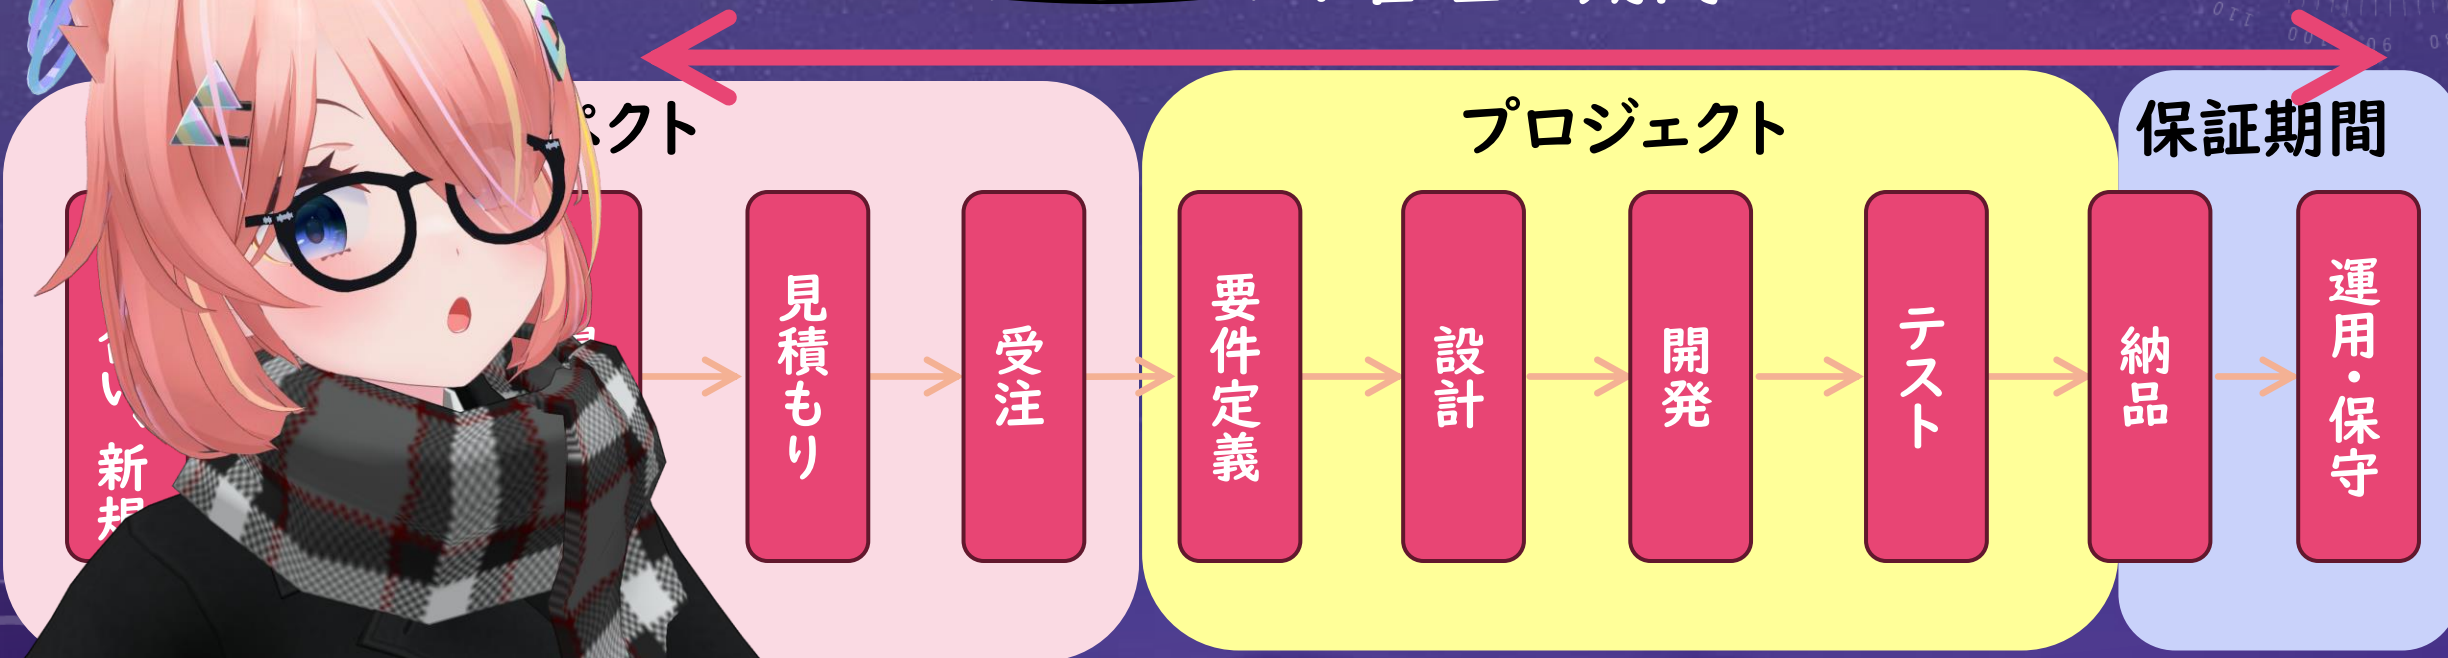 クト
新規
見積もり
受注
プロジェクト
要件定義
設計
開発
テスト
保証期間
納品
運用・保守